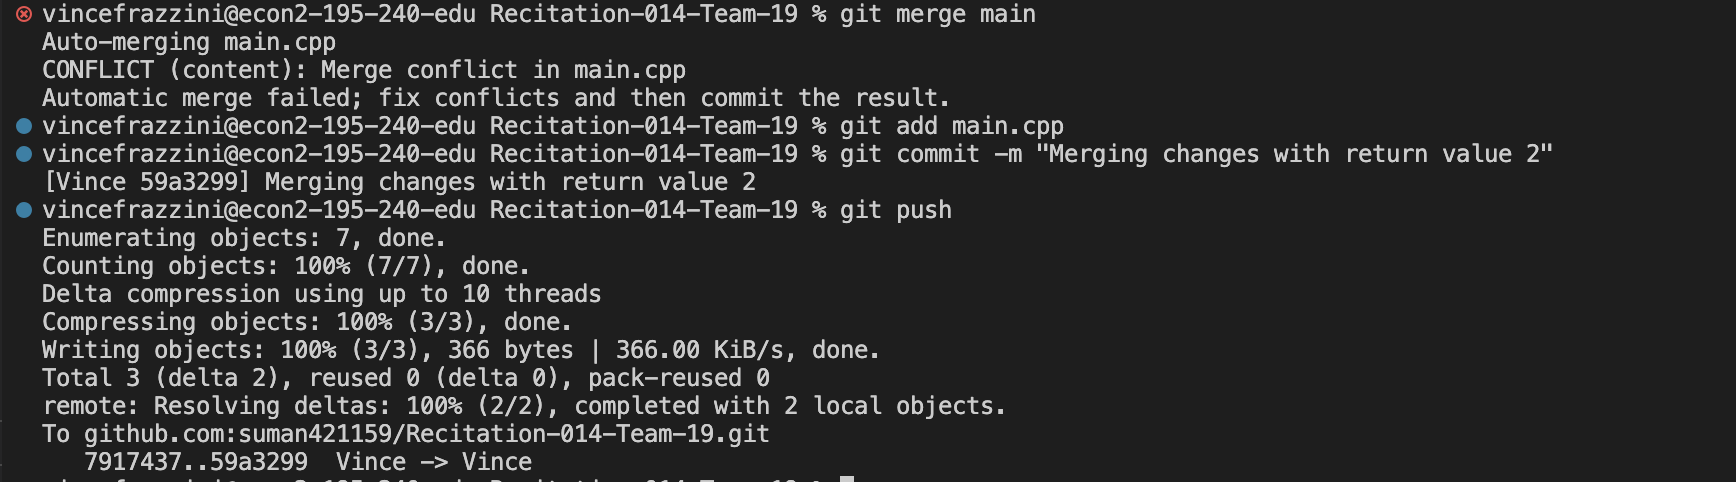 vincefrazzini@econ2-195-240-edu Recitation-014-Team-19 % git merge main
Auto-merging main.cpp
CONFLICT (content): Merge conflict in main.cpp
Automatic merge failed; fix conflicts and then commit the result.
vincefrazzini@econ2-195-240-edu Recitation-014-Team-19 % git add main.cpp
vincefrazzini@econ2-195-240-edu Recitation-014-Team-19 % git commit -m "Merging changes with return value 2"
[Vince 59a3299] Merging changes with return value 2
vincefrazzini@econ2-195-240-edu Recitation-014-Team-19 % git push
Enumerating objects: 7, done.
Counting objects: 100% (7/7), done.
Delta compression using up to 10 threads
Compressing objects: 100% (3/3), done.
Writing objects: 100% (3/3), 366 bytes | 366.00 KiB/s, done.
Total 3 (delta 2), reused 0 (delta 0), pack-reused 0
remote: Resolving deltas: 100% (2/2), completed with 2 local objects.
To github.com:suman421159/Recitation-014-Team-19.git
   7917437..59a3299  Vince -> Vince